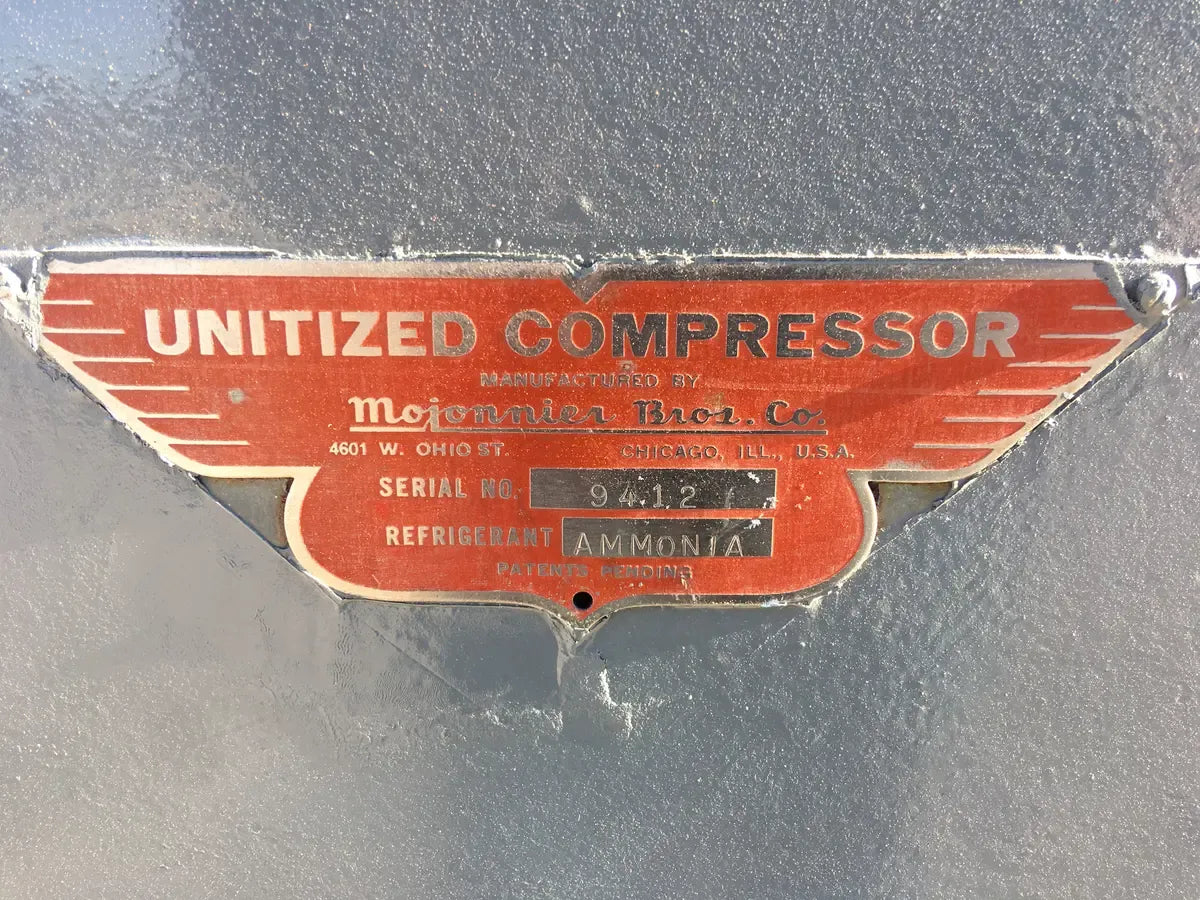 UNITIZED COMPRESSOR
MANUFACTURED BY
Mojonnier Bros. Co.
4601 W. OHIO ST. CHICAGO, ILL., U.S.A.
SERIAL NO. 9412
REFRIGERANT AMMONIA
PATENTS PENDING